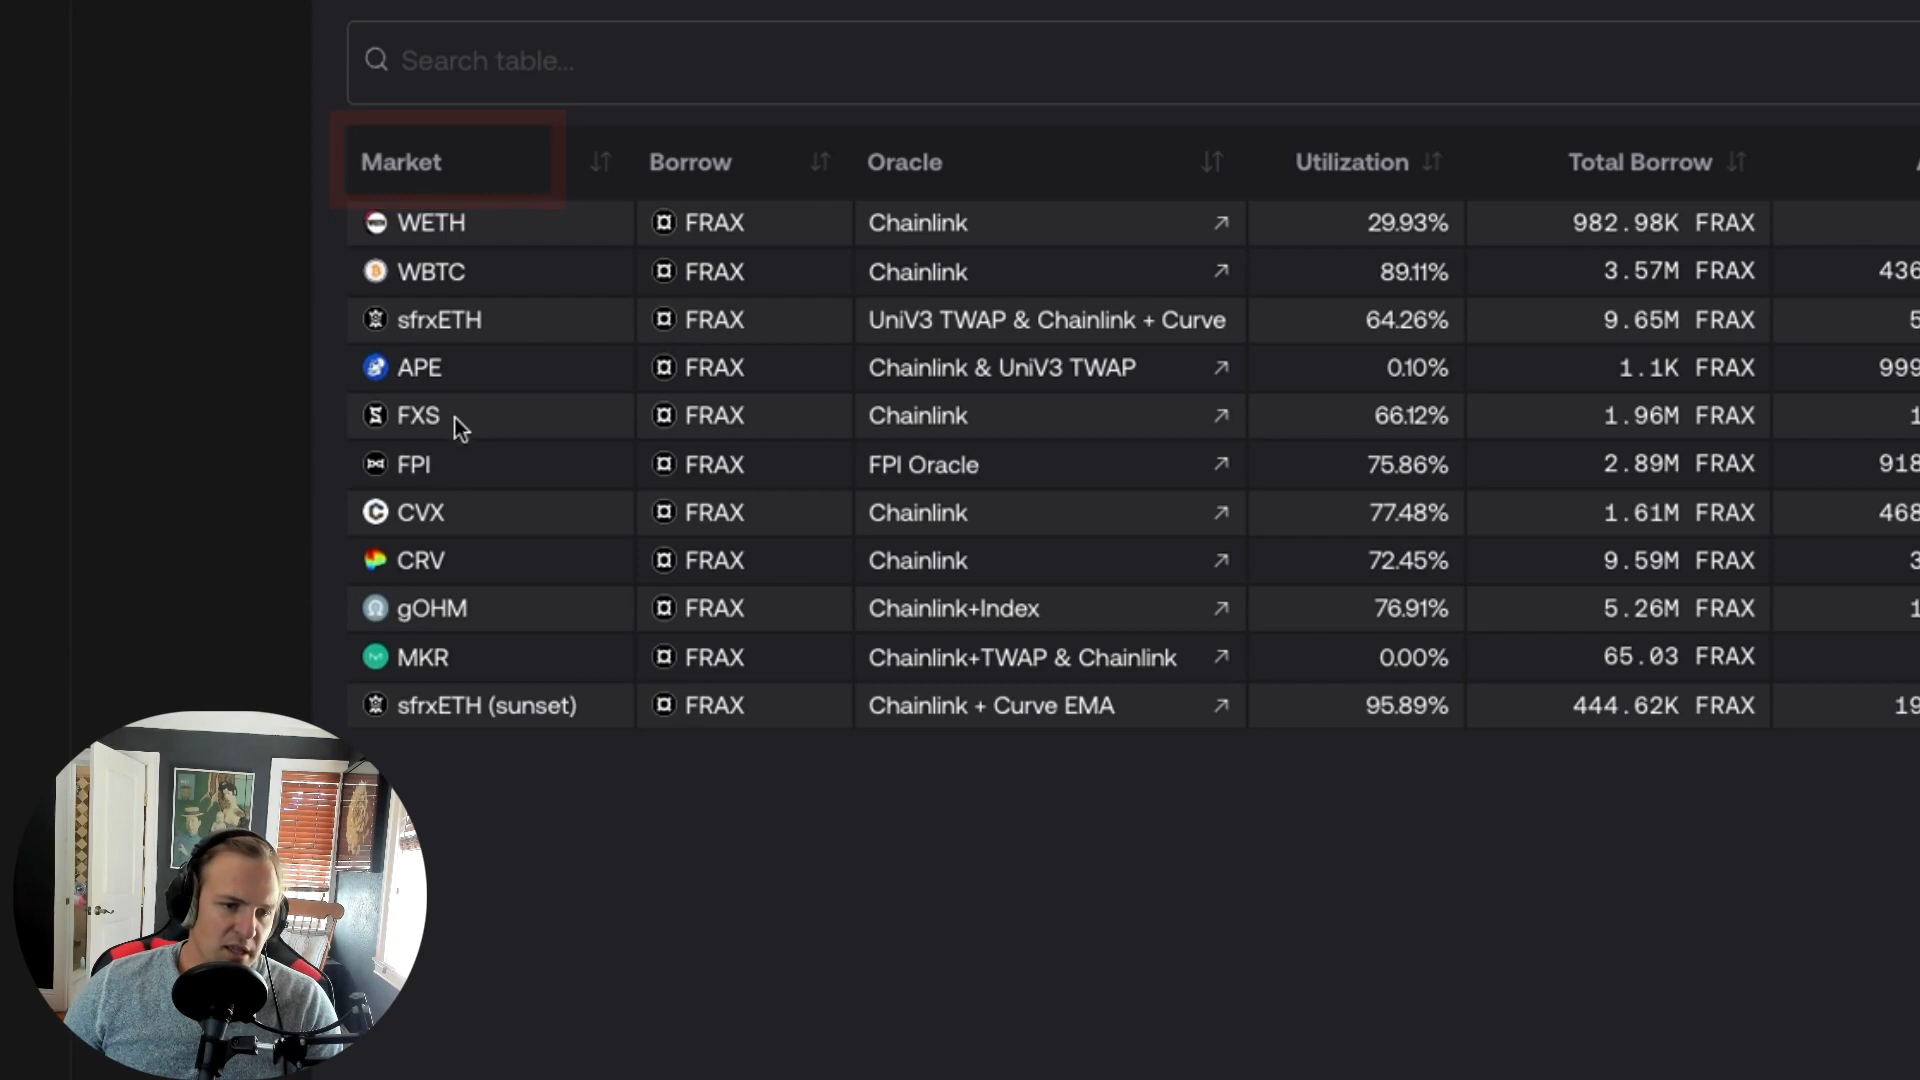 Search table...
Market Borrow Oracle Utilization Total Borrow
WETH FRAX Chainlink 29.93% 982.98K FRAX
WBTC FRAX Chainlink 89.11% 3.57M FRAX 436
sfrxETH FRAX UniV3 TWAP & Chainlink + Curve 64.26% 9.65M FRAX 5
APE FRAX Chainlink & UniV3 TWAP 0.10% 1.1K FRAX 999
FXS FRAX Chainlink 66.12% 1.96M FRAX 1
FPI FRAX FPI Oracle 75.86% 2.89M FRAX 918
CVX FRAX Chainlink 77.48% 1.61M FRAX 468
CRV FRAX Chainlink 72.45% 9.59M FRAX 3
gOHM FRAX Chainlink+Index 76.91% 5.26M FRAX 1
MKR FRAX Chainlink+TWAP & Chainlink 0.00% 65.03 FRAX
sfrxETH (sunset) FRAX Chainlink + Curve EMA 95.89% 444.62K FRAX 19